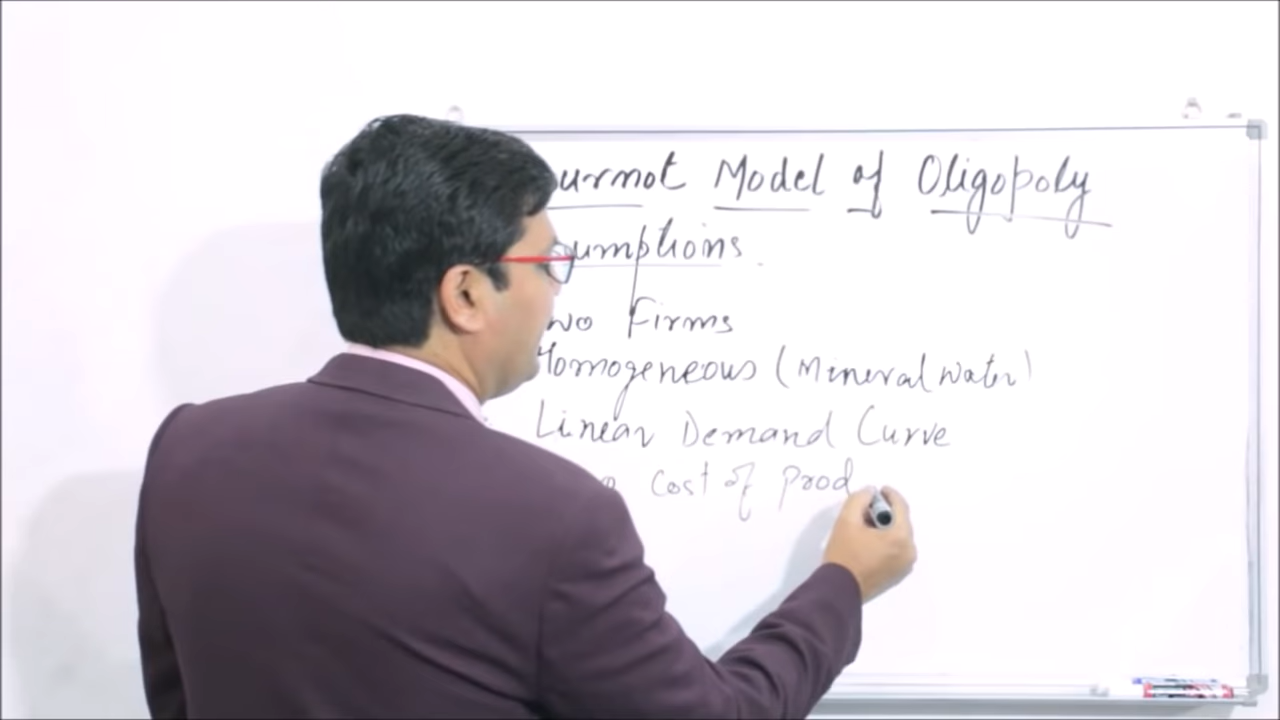 urnot Model of Oligopoly
umptions
wo Firms
Homogeneous (Mineral water)
Linear Demand Curve
o Cost of prod